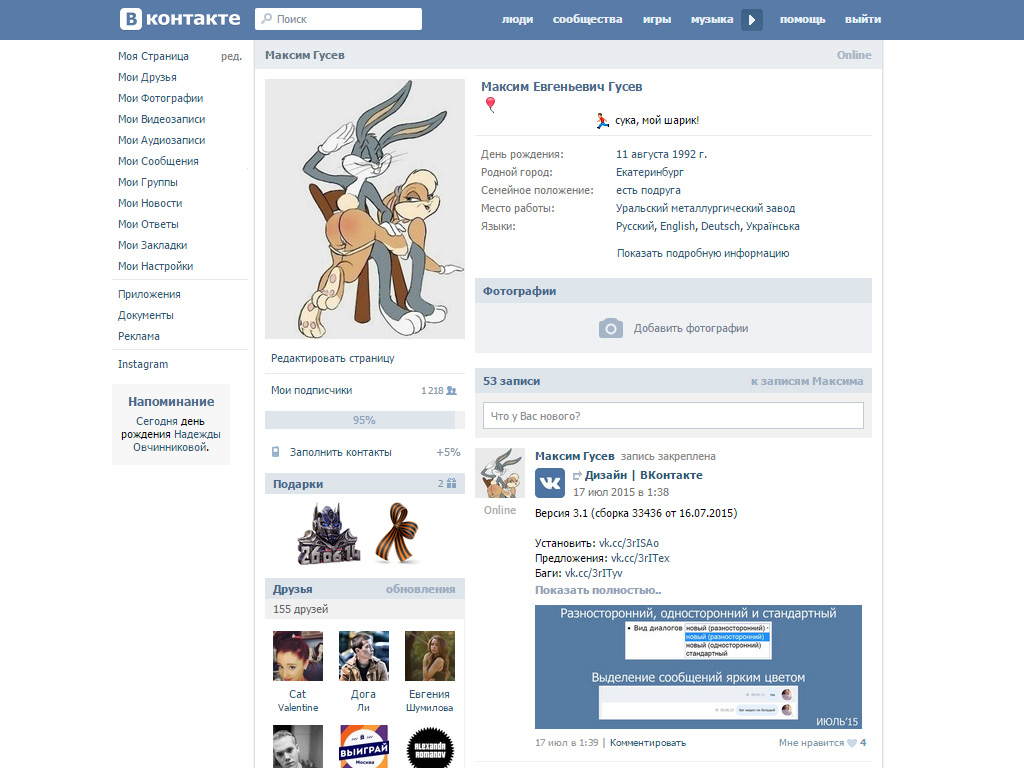 В контакте
Поиск
люди сообщества игры музыка помощь выйти
Моя Страница ред.
Мои Друзья
Мои Фотографии
Мои Видеозаписи
Мои Аудиозаписи
Мои Сообщения
Мои Группы
Мои Новости
Мои Ответы
Мои Закладки
Мои Настройки
Приложения
Документы
Реклама
Instagram
Напоминание
Сегодня день
рождения Надежды
Овчинниковой.
Максим Гусев Online
Редактировать страницу
Мои подписчики 1 218
95%
Заполнить контакты +5%
Подарки 2
26 06 14
Друзья обновления
155 друзей
Cat
Valentine
Дога
Ли
Евгения
Шумилова
ВЫИГРАЙ
Москва
ALEXANDR
ROMANOV
Максим Евгеньевич Гусев
сука, мой шарик!
День рождения: 11 августа 1992 г.
Родной город: Екатеринбург
Семейное положение: есть подруга
Место работы: Уральский металлургический завод
Языки: Русский, English, Deutsch, Українська
Показать подробную информацию
Фотографии
Добавить фотографии
53 записи к записям Максима
Что у Вас нового?
Максим Гусев запись закреплена
Дизайн | ВКонтакте
17 июл 2015 в 1:38
Online
Версия 3.1 (сборка 33436 от 16.07.2015)
Установить: vk.cc/3rISAo
Предложения: vk.cc/3rITex
Баги: vk.cc/3rITyv
Показать полностью..
Разносторонний, односторонний и стандартный
• Вид диалогов новый (разносторонний)
новый (разносторонний)
новый (односторонний)
стандартный
Выделение сообщений ярким цветом
ИЮЛЬ'15
17 июл в 1:39 | Комментировать Мне нравится 4